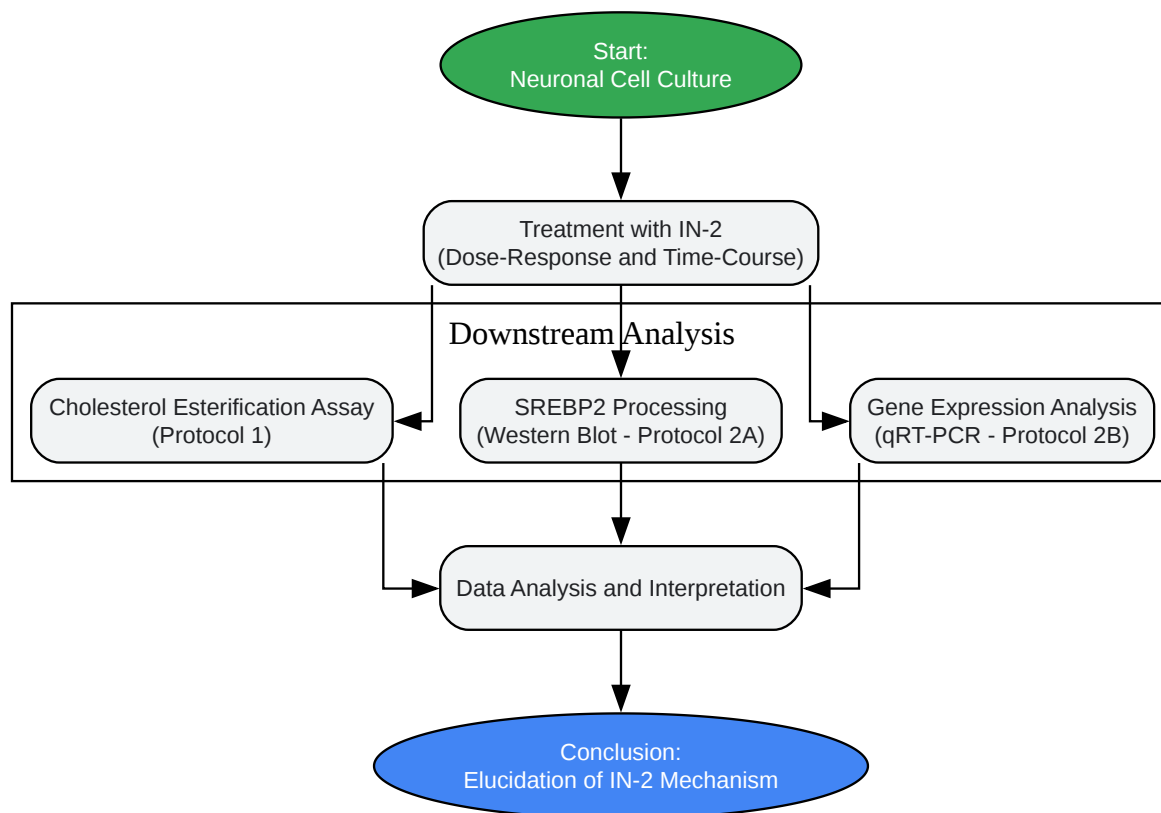 Start:
Neuronal Cell Culture
Treatment with IN-2
(Dose-Response and Time-Course)
Downstream Analysis
Cholesterol Esterification Assay
(Protocol 1)
SREBP2 Processing
(Western Blot - Protocol 2A)
Gene Expression Analysis
(qRT-PCR - Protocol 2B)
Data Analysis and Interpretation
Conclusion:
Elucidation of IN-2 Mechanism